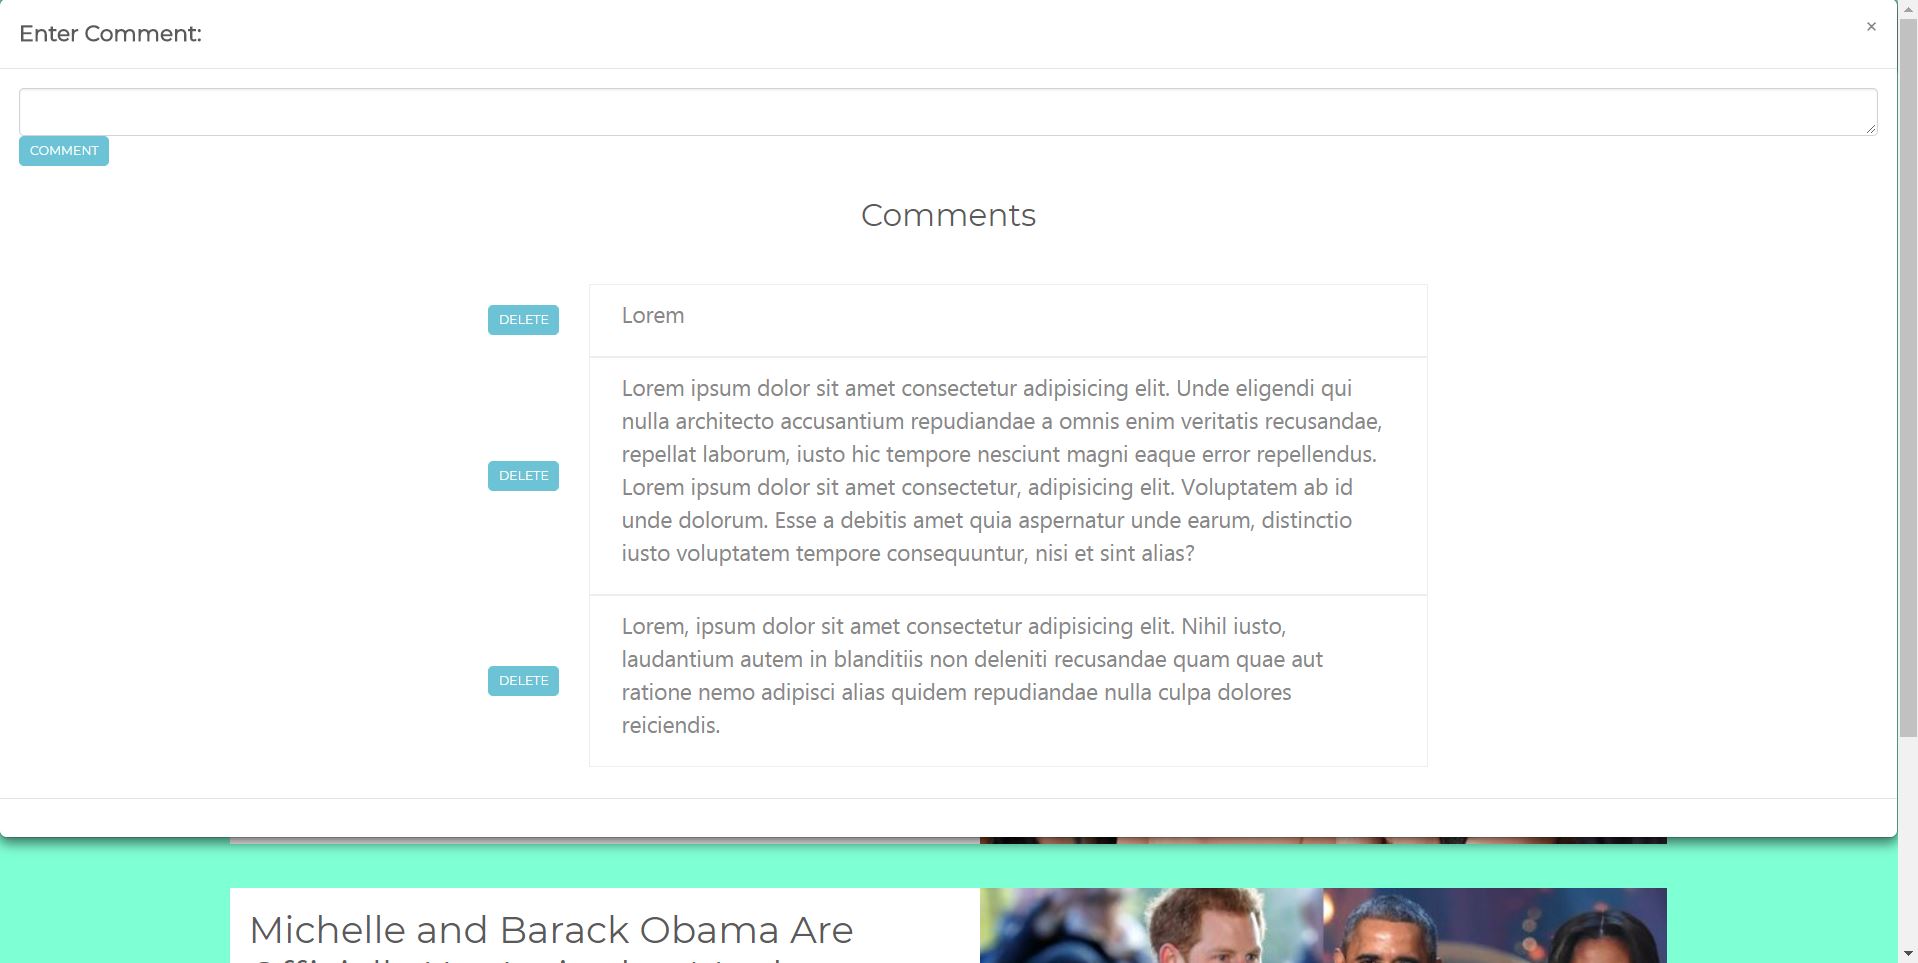 Enter Comment:
×
COMMENT
Comments
DELETE
Lorem
DELETE
Lorem ipsum dolor sit amet consectetur adipisicing elit. Unde eligendi qui
nulla architecto accusantium repudiandae a omnis enim veritatis recusandae,
repellat laborum, iusto hic tempore nesciunt magni eaque error repellendus.
Lorem ipsum dolor sit amet consectetur, adipisicing elit. Voluptatem ab id
unde dolorum. Esse a debitis amet quia aspernatur unde earum, distinctio
iusto voluptatem tempore consequuntur, nisi et sint alias?
DELETE
Lorem, ipsum dolor sit amet consectetur adipisicing elit. Nihil iusto,
laudantium autem in blanditiis non deleniti recusandae quam quae aut
ratione nemo adipisci alias quidem repudiandae nulla culpa dolores
reiciendis.
Michelle and Barack Obama Are